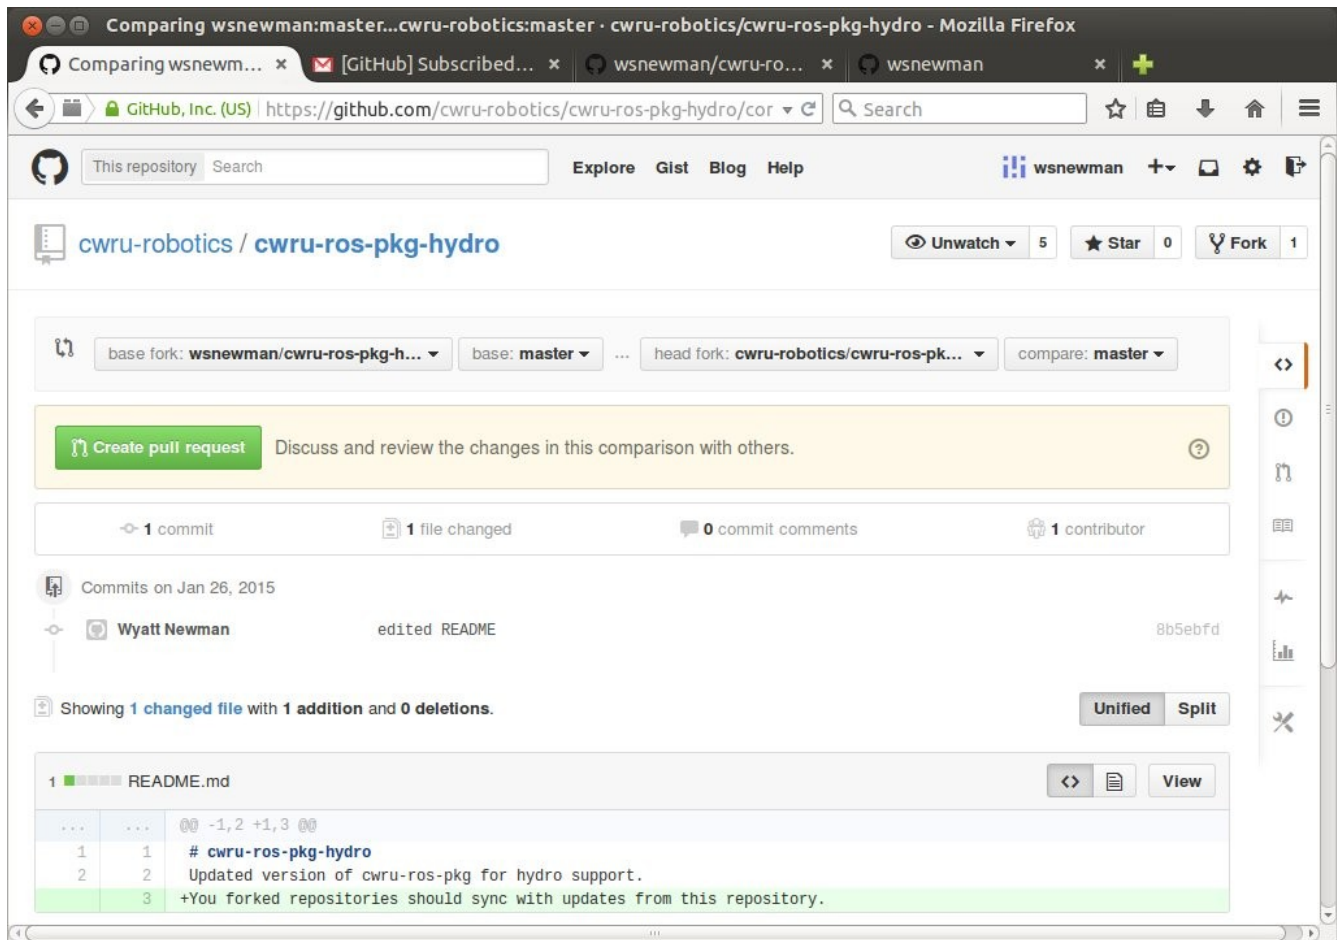 Comparing wsnewman:master...cwru-robotics:master · cwru-robotics/cwru-ros-pkg-hydro - Mozilla Firefox
Comparing wsnewm... × [GitHub] Subscribed... × wsnewman/cwru-ro... × wsnewman ×
GitHub, Inc. (US) https://github.com/cwru-robotics/cwru-ros-pkg-hydro/cor Search
This repository Search Explore Gist Blog Help wsnewman
cwru-robotics / cwru-ros-pkg-hydro Unwatch 5 Star 0 Fork 1
base fork: wsnewman/cwru-ros-pkg-h... base: master ... head fork: cwru-robotics/cwru-ros-pk... compare: master
Create pull request Discuss and review the changes in this comparison with others.
1 commit 1 file changed 0 commit comments 1 contributor
Commits on Jan 26, 2015
Wyatt Newman edited README 8b5ebfd
Showing 1 changed file with 1 addition and 0 deletions. Unified Split
1 README.md <> View
... ... @@ -1,2 +1,3 @@
1 1 # cwru-ros-pkg-hydro
2 2 Updated version of cwru-ros-pkg for hydro support.
3 +You forked repositories should sync with updates from this repository.